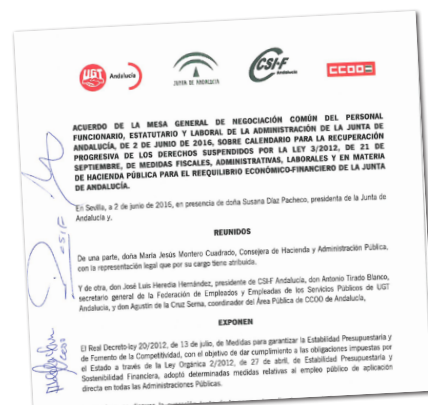 UGT Andalucía
JUNTA DE ANDALUCIA
CSI-F Andalucía
CCOO
ACUERDO DE LA MESA GENERAL DE NEGOCIACIÓN COMÚN DEL PERSONAL
FUNCIONARIO, ESTATUTARIO Y LABORAL DE LA ADMINISTRACIÓN DE LA JUNTA DE
ANDALUCÍA, DE 2 DE JUNIO DE 2016, SOBRE CALENDARIO PARA LA RECUPERACIÓN
PROGRESIVA DE LOS DERECHOS SUSPENDIDOS POR LA LEY 3/2012, DE 21 DE
SEPTIEMBRE, DE MEDIDAS FISCALES, ADMINISTRATIVAS, LABORALES Y EN MATERIA
DE HACIENDA PÚBLICA PARA EL REEQUILIBRIO ECONÓMICO-FINANCIERO DE LA JUNTA
DE ANDALUCÍA.
En Sevilla, a 2 de junio de 2016, en presencia de doña Susana Díaz Pacheco, presidenta de la Junta de
Andalucía y,
REUNIDOS
De una parte, doña María Jesús Montero Cuadrado, Consejera de Hacienda y Administración Pública,
con la representación legal que por su cargo tiene atribuida.
Y de otra, don José Luis Heredia Hernández, presidente de CSI-F Andalucía, don Antonio Tirado Blanco,
secretario general de la Federación de Empleados y Empleadas de los Servicios Públicos de UGT
Andalucía, y don Agustín de la Cruz Serna, coordinador del Área Pública de CCOO de Andalucía,
EXPONEN
El Real Decreto-ley 20/2012, de 13 de julio, de Medidas para garantizar la Estabilidad Presupuestaria y
de Fomento de la Competitividad, con el objetivo de dar cumplimiento a las obligaciones impuestas por
el Estado a través de la Ley Orgánica 2/2012, de 27 de abril, de Estabilidad Presupuestaria y
Sostenibilidad Financiera, adoptó determinadas medidas relativas al empleo público de aplicación
directa en todas las Administraciones Públicas.
CSIF
CCOO